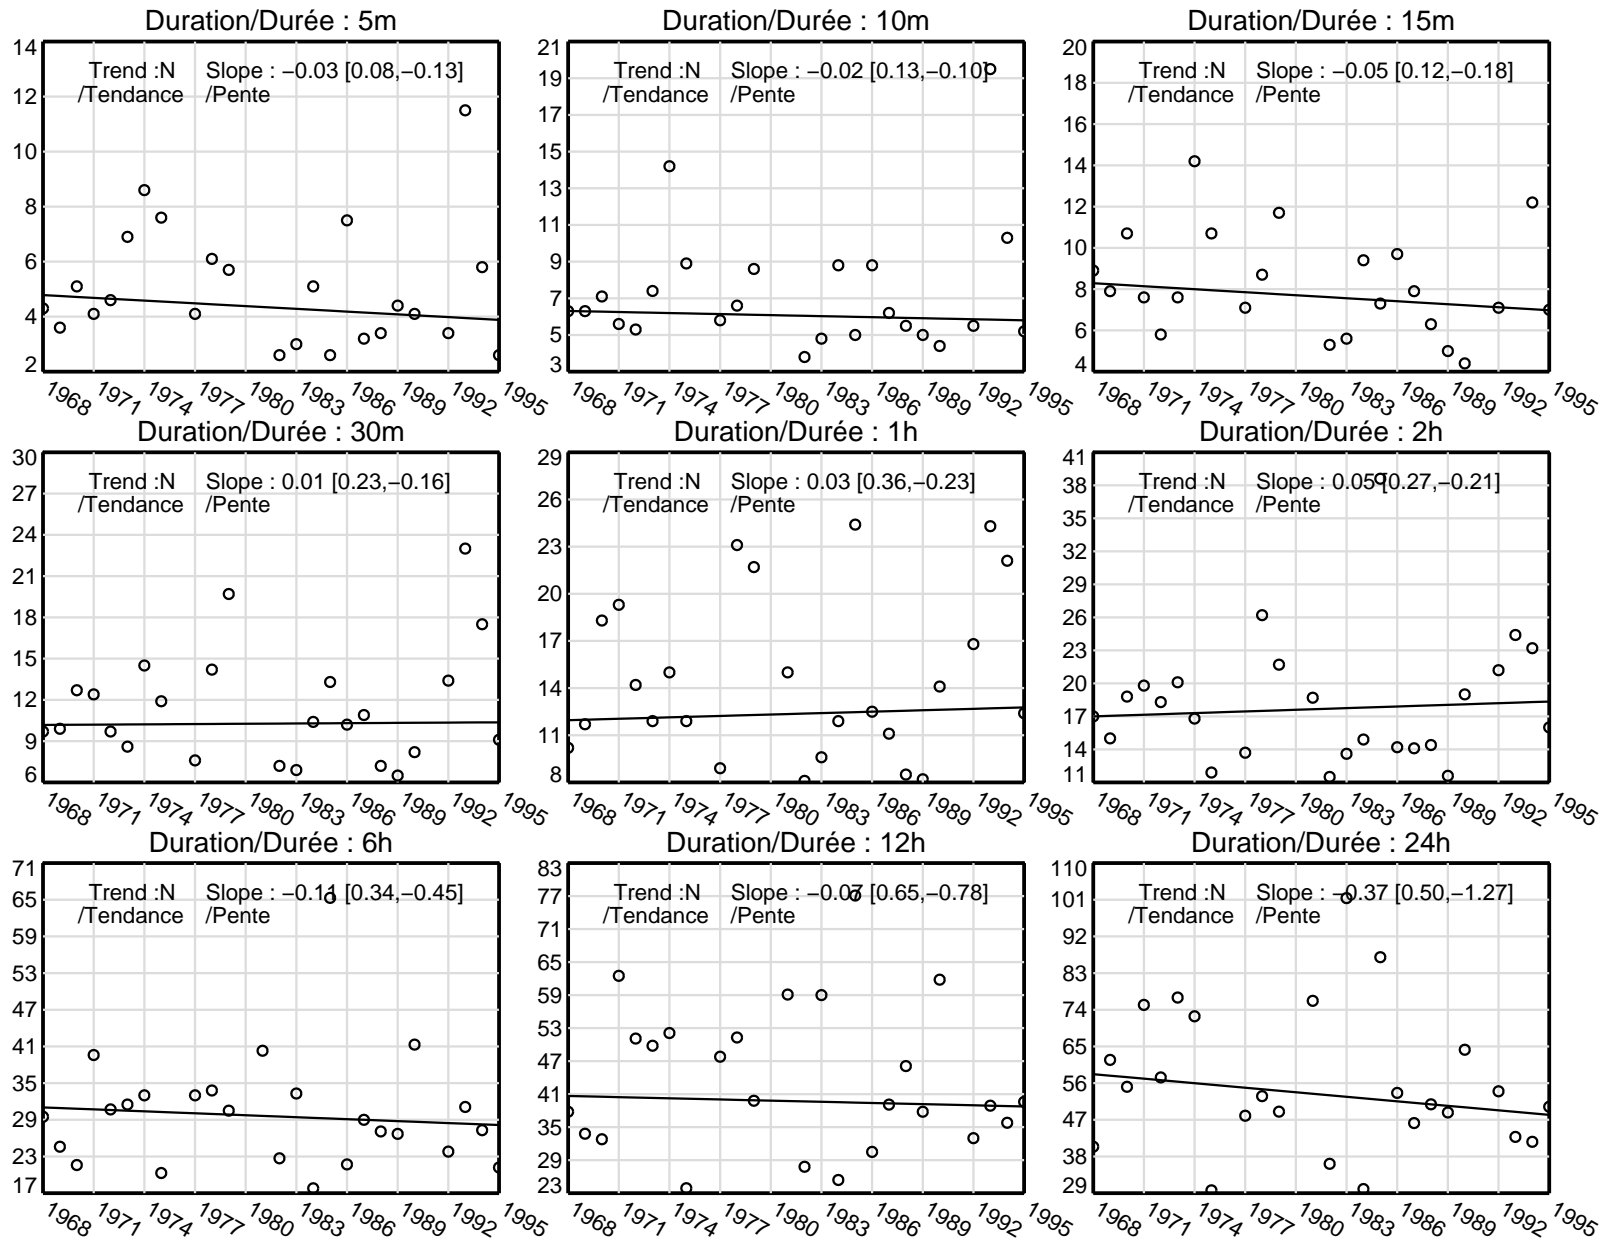 Duration/Durée : 5m
14
12
10
8
6
4
2
Trend :N Slope : −0.03 [0.08,−0.13]
/Tendance /Pente
1968 1971 1974 1977 1980 1983 1986 1989 1992 1995
Duration/Durée : 10m
21
19
17
15
13
11
9
7
5
3
Trend :N Slope : −0.02 [0.13,−0.10]
/Tendance /Pente
1968 1971 1974 1977 1980 1983 1986 1989 1992 1995
Duration/Durée : 15m
20
18
16
14
12
10
8
6
4
Trend :N Slope : −0.05 [0.12,−0.18]
/Tendance /Pente
1968 1971 1974 1977 1980 1983 1986 1989 1992 1995
Duration/Durée : 30m
30
27
24
21
18
15
12
9
6
Trend :N Slope : 0.01 [0.23,−0.16]
/Tendance /Pente
1968 1971 1974 1977 1980 1983 1986 1989 1992 1995
Duration/Durée : 1h
29
26
23
20
17
14
11
8
Trend :N Slope : 0.03 [0.36,−0.23]
/Tendance /Pente
1968 1971 1974 1977 1980 1983 1986 1989 1992 1995
Duration/Durée : 2h
41
38
35
32
29
26
23
20
17
14
11
Trend :N Slope : 0.05 [0.27,−0.21]
/Tendance /Pente
1968 1971 1974 1977 1980 1983 1986 1989 1992 1995
Duration/Durée : 6h
71
65
59
53
47
41
35
29
23
17
Trend :N Slope : −0.11 [0.34,−0.45]
/Tendance /Pente
1968 1971 1974 1977 1980 1983 1986 1989 1992 1995
Duration/Durée : 12h
83
77
71
65
59
53
47
41
35
29
23
Trend :N Slope : −0.07 [0.65,−0.78]
/Tendance /Pente
1968 1971 1974 1977 1980 1983 1986 1989 1992 1995
Duration/Durée : 24h
110
101
92
83
74
65
56
47
38
29
Trend :N Slope : −0.37 [0.50,−1.27]
/Tendance /Pente
1968 1971 1974 1977 1980 1983 1986 1989 1992 1995